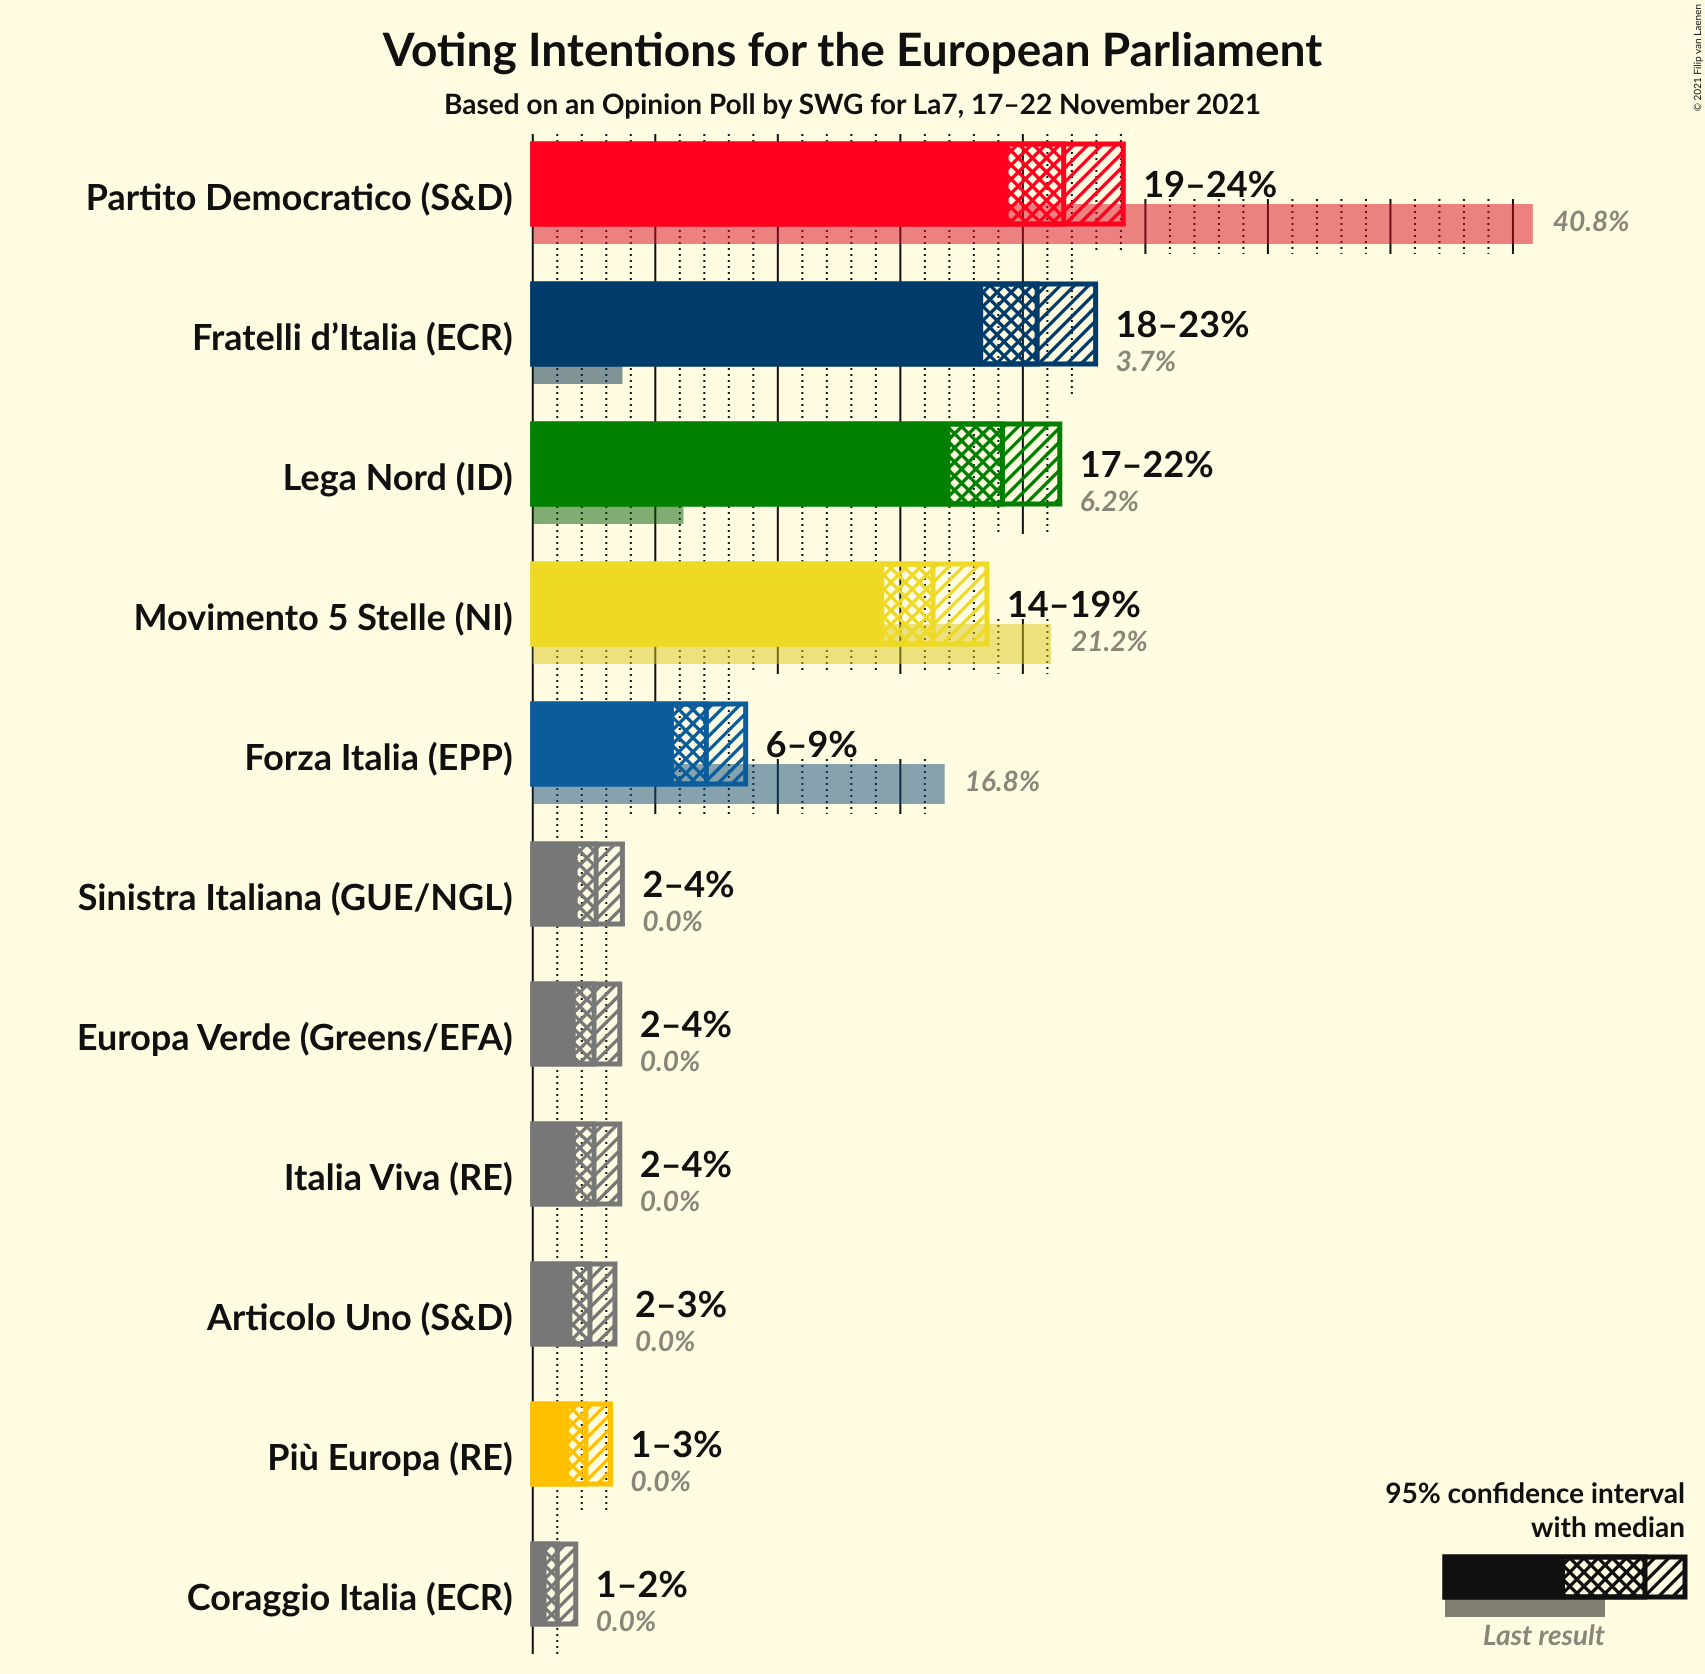 Voting Intentions for the European Parliament
Based on an Opinion Poll by SWG for La7, 17–22 November 2021
© 2021 Filip van Laenen
Partito Democratico (S&D)
19–24%
40.8%
Fratelli d’Italia (ECR)
18–23%
3.7%
Lega Nord (ID)
17–22%
6.2%
Movimento 5 Stelle (NI)
14–19%
21.2%
Forza Italia (EPP)
6–9%
16.8%
Sinistra Italiana (GUE/NGL)
2–4%
0.0%
Europa Verde (Greens/EFA)
2–4%
0.0%
Italia Viva (RE)
2–4%
0.0%
Articolo Uno (S&D)
2–3%
0.0%
Più Europa (RE)
1–3%
0.0%
Coraggio Italia (ECR)
1–2%
0.0%
95% confidence interval
with median
Last result